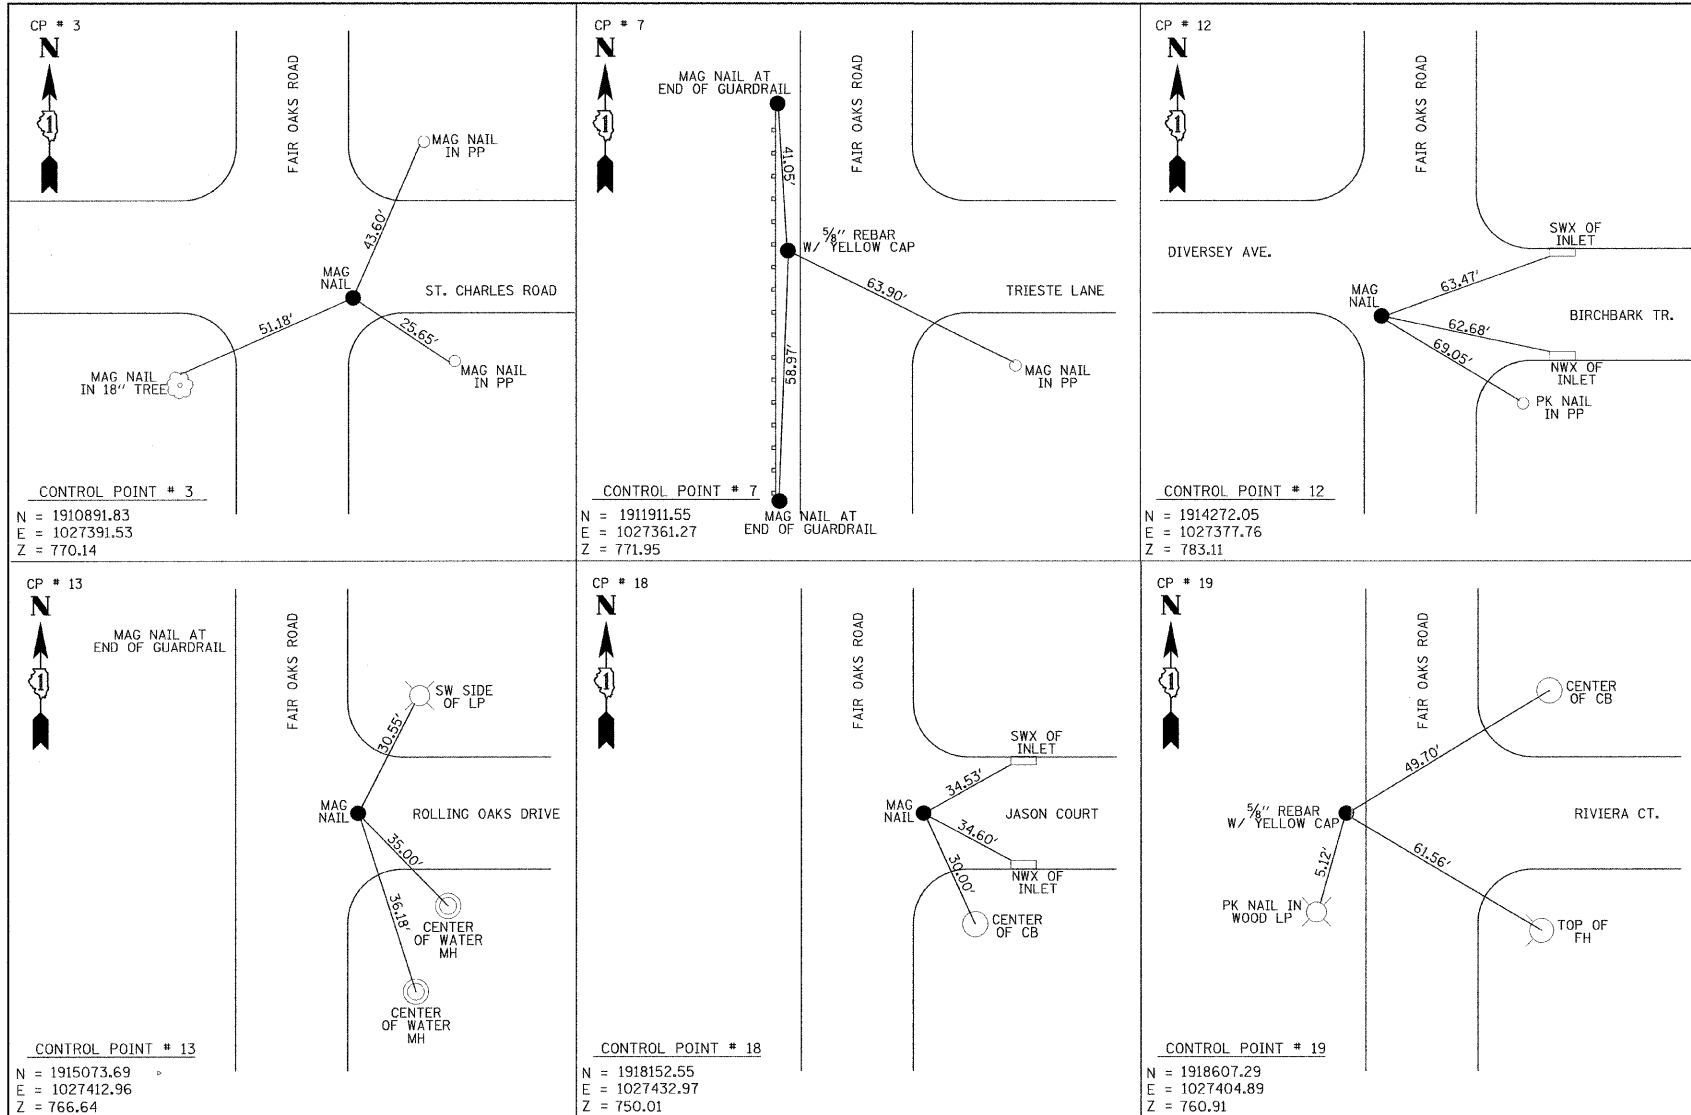 CP # 3
N
1
FAIR OAKS ROAD
MAG NAIL
IN PP
43.60'
MAG
NAIL
ST. CHARLES ROAD
51.18'
25.65'
MAG NAIL
IN 18" TREE
MAG NAIL
IN PP
CONTROL POINT # 3
N = 1910891.83
E = 1027391.53
Z = 770.14
CP # 7
N
1
MAG NAIL AT
END OF GUARDRAIL
FAIR OAKS ROAD
41.05'
5/8" REBAR
W/ YELLOW CAP
63.90'
TRIESTE LANE
58.97'
MAG NAIL
IN PP
CONTROL POINT # 7
N = 1911911.55
E = 1027361.27
Z = 771.95
MAG NAIL AT
END OF GUARDRAIL
CP # 12
N
1
FAIR OAKS ROAD
DIVERSEY AVE.
SWX OF
INLET
63.47'
MAG
NAIL
BIRCHBARK TR.
62.68'
69.05'
NWX OF
INLET
PK NAIL
IN PP
CONTROL POINT # 12
N = 1914272.05
E = 1027377.76
Z = 783.11
CP # 13
N
1
MAG NAIL AT
END OF GUARDRAIL
FAIR OAKS ROAD
SW SIDE
OF LP
30.55'
MAG
NAIL
ROLLING OAKS DRIVE
35.00'
36.18'
CENTER
OF WATER
MH
CENTER
OF WATER
MH
CONTROL POINT # 13
N = 1915073.69
E = 1027412.96
Z = 766.64
CP # 18
N
1
FAIR OAKS ROAD
SWX OF
INLET
34.53'
MAG
NAIL
JASON COURT
34.60'
30.00'
NWX OF
INLET
CENTER
OF CB
CONTROL POINT # 18
N = 1918152.55
E = 1027432.97
Z = 750.01
CP # 19
N
1
FAIR OAKS ROAD
CENTER
OF CB
49.70'
5/8" REBAR
W/ YELLOW CAP
RIVIERA CT.
5.12'
61.56'
PK NAIL IN
WOOD LP
TOP OF
FH
CONTROL POINT # 19
N = 1918607.29
E = 1027404.89
Z = 760.91